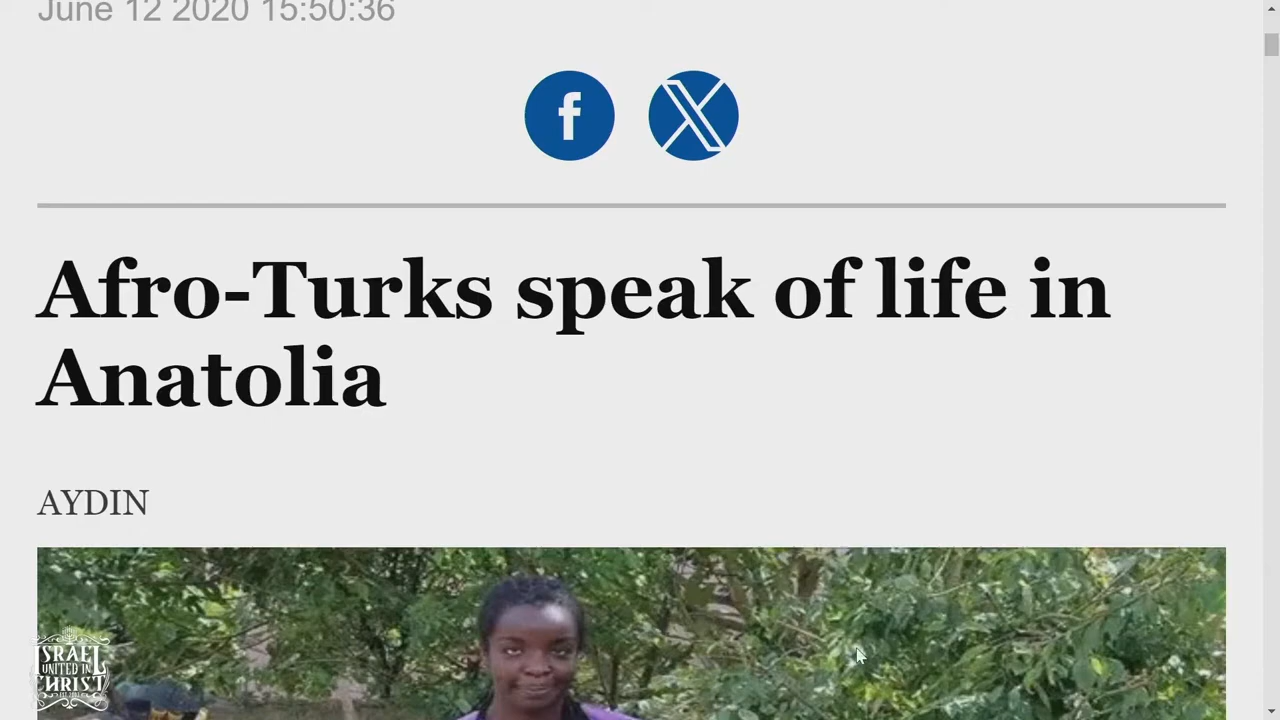 June 12 2020 15:50:36
f X
Afro-Turks speak of life in
Anatolia
AYDIN
ISRAEL
UNITED IN
CHRIST